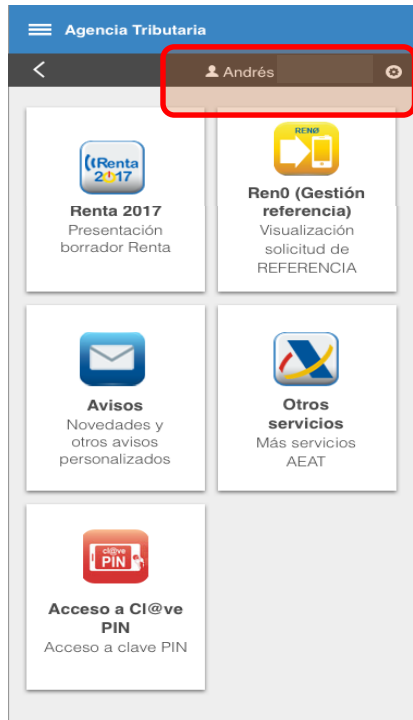 Agencia Tributaria
Andrés
((Renta
2017
Renta 2017
Presentación
borrador Renta
RENØ
Ren0 (Gestión
referencia)
Visualización
solicitud de
REFERENCIA
Avisos
Novedades y
otros avisos
personalizados
Otros
servicios
Más servicios
AEAT
cl@ve
PIN
Acceso a Cl@ve
PIN
Acceso a clave PIN